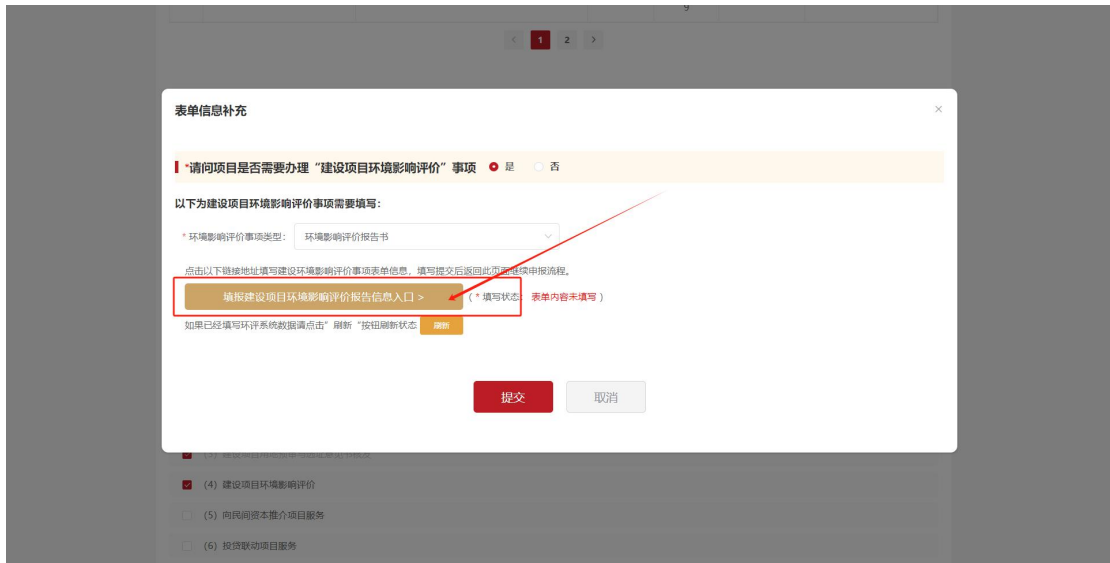 9
< 1 2 >
表单信息补充 ×
*请问项目是否需要办理“建设项目环境影响评价”事项 是 否
以下为建设项目环境影响评价事项需要填写：
* 环境影响评价事项类型： 环境影响评价报告书
点击以下链接地址填写建设环境影响评价事项表单信息，填写提交后返回此页面继续申报流程。
填报建设项目环境影响评价报告信息入口 > ( * 填写状态： 表单内容未填写 )
如果已经填写环评系统数据请点击”刷新“按钮刷新状态 刷新
提交 取消
(4) 建设项目环境影响评价
(5) 向民间资本推介项目服务
(6) 投贷联动项目服务